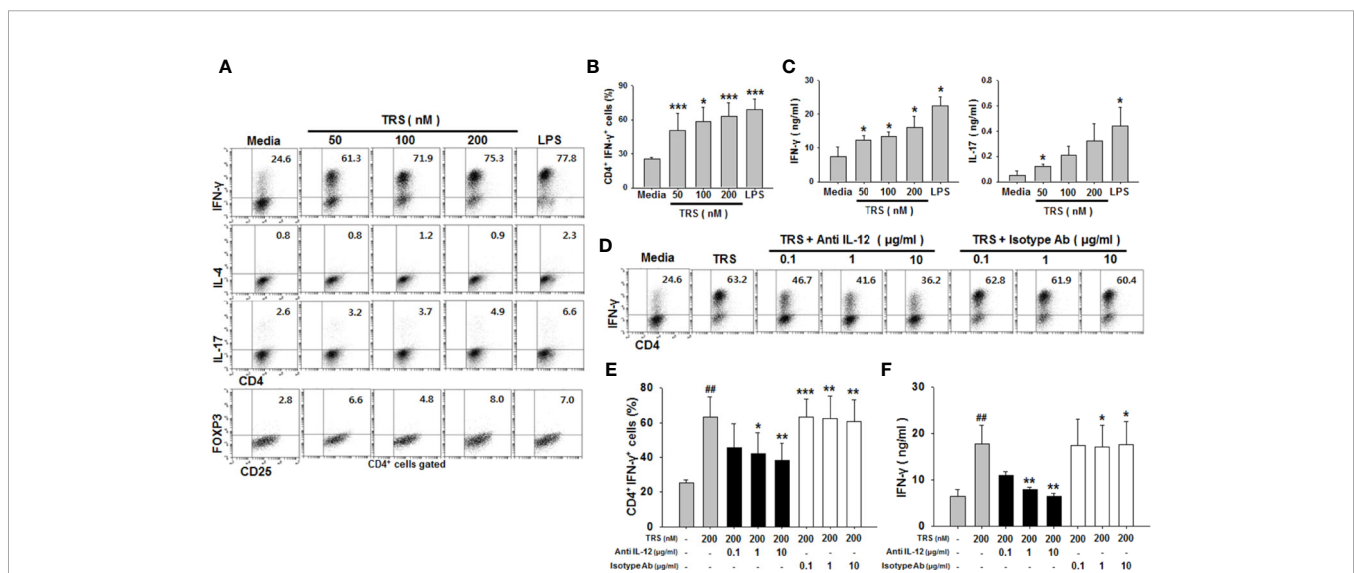 A
TRS ( nM)
Media 50 100 200 LPS
IFN-γ
24.6 61.3 71.9 75.3 77.8
IL-4
0.8 0.8 1.2 0.9 2.3
IL-17
2.6 3.2 3.7 4.9 6.6
CD4
FOXP3
2.8 6.6 4.8 8.0 7.0
CD25
CD4⁺ cells gated
B
CD4⁺ IFN-γ⁺ cells (%)
90
60
30
0
*** * *** ***
Media 50 100 200 LPS
TRS ( nM)
C
IFN-γ ( ng/ml)
30
20
10
0
* * * *
Media 50 100 200 LPS
TRS ( nM)
IL-17 ( ng/ml)
0.8
0.6
0.4
0.2
0.0
* *
Media 50 100 200 LPS
TRS ( nM)
D
TRS + Anti IL-12 ( µg/ml) TRS + Isotype Ab ( µg/ml)
Media TRS 0.1 1 10 0.1 1 10
IFN-γ
24.6 63.2 46.7 41.6 36.2 62.8 61.9 60.4
CD4
E
CD4⁺ IFN-γ⁺ cells (%)
80
60
40
20
0
## * ** *** ** **
TRS (nM) - 200 200 200 200 200 200 200
Anti IL-12 (µg/ml) - - 0.1 1 10 - - -
Isotype Ab (µg/ml) - - - - - 0.1 1 10
F
IFN-γ ( ng/ml)
30
20
10
0
## ** ** * *
TRS (nM) - 200 200 200 200 200 200 200
Anti IL-12 (µg/ml) - - 0.1 1 10 - - -
Isotype Ab (µg/ml) - - - - - 0.1 1 10